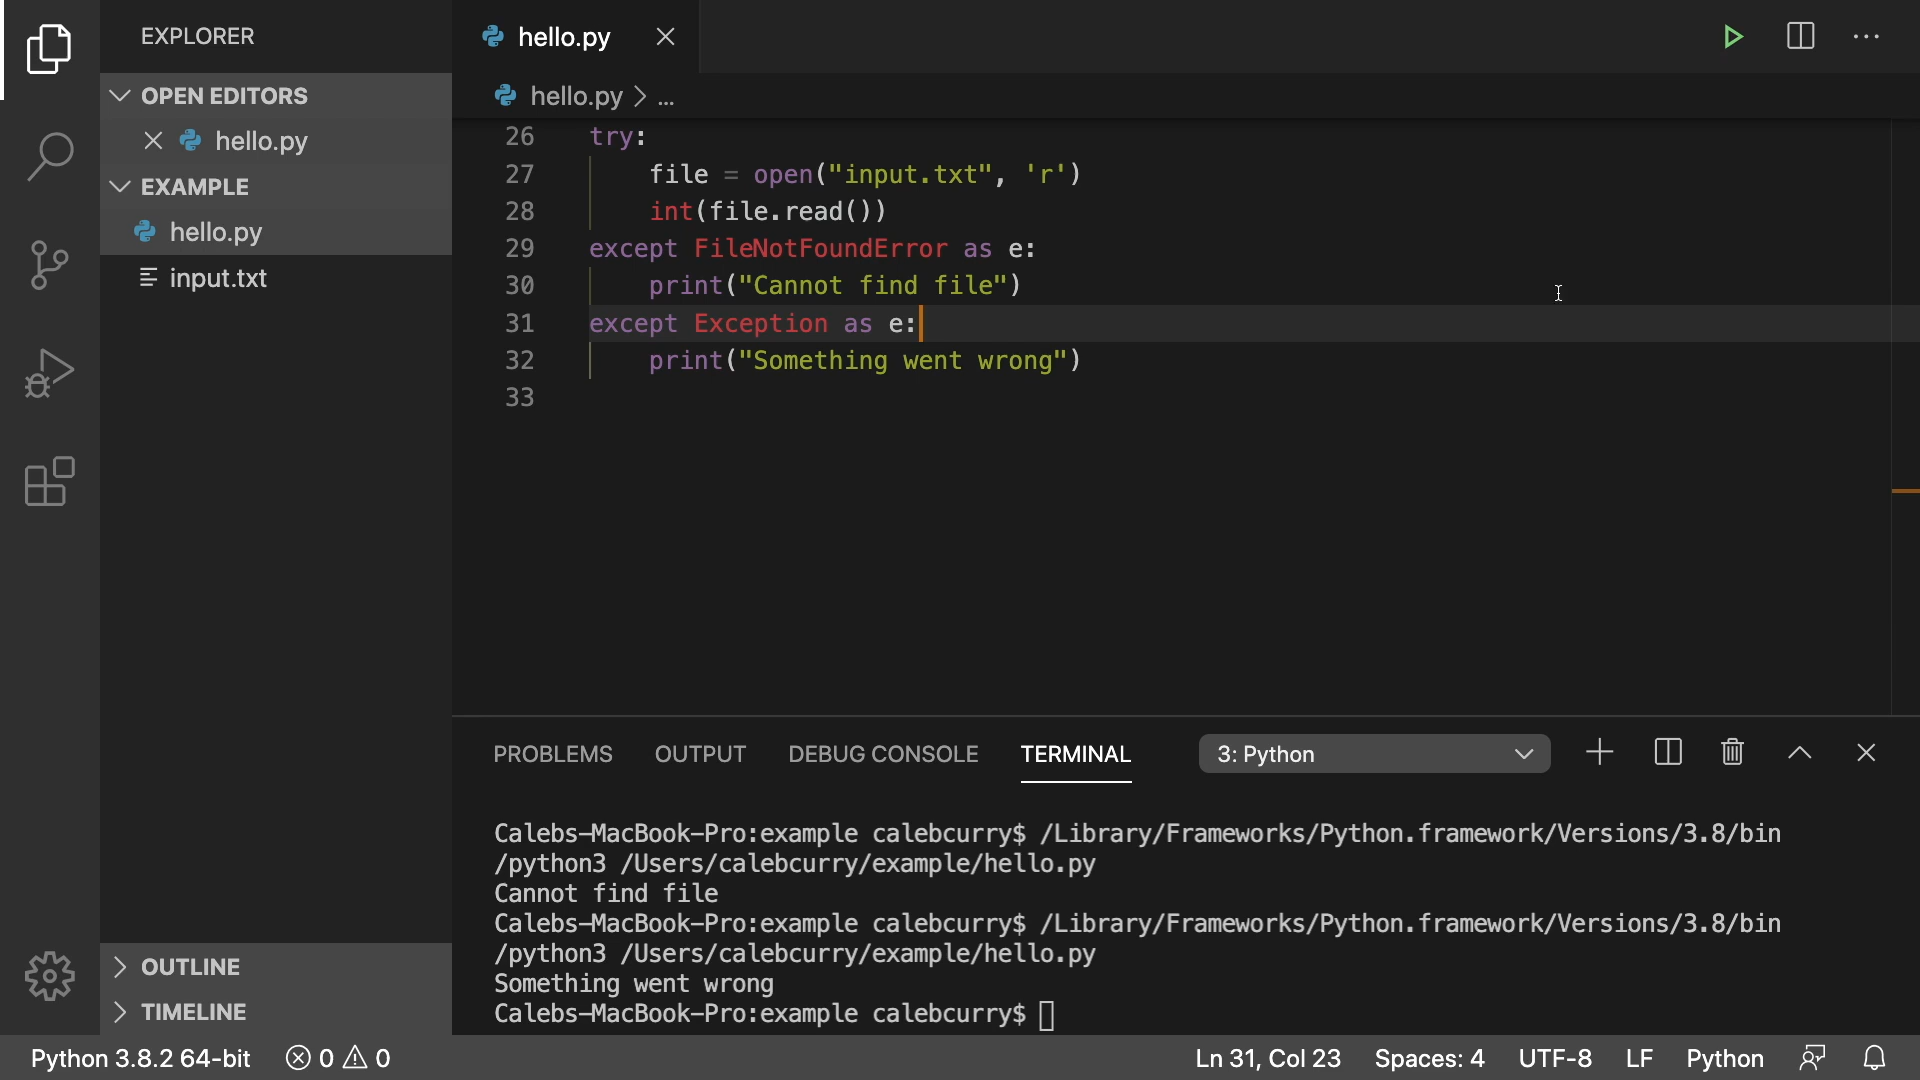 EXPLORER
OPEN EDITORS
hello.py
EXAMPLE
hello.py
input.txt
OUTLINE
TIMELINE
hello.py
hello.py > ...
26 try:
27 file = open("input.txt", 'r')
28 int(file.read())
29 except FileNotFoundError as e:
30 print("Cannot find file")
31 except Exception as e:
32 print("Something went wrong")
33
PROBLEMS OUTPUT DEBUG CONSOLE TERMINAL 3: Python
Calebs-MacBook-Pro:example calebcurry$ /Library/Frameworks/Python.framework/Versions/3.8/bin
/python3 /Users/calebcurry/example/hello.py
Cannot find file
Calebs-MacBook-Pro:example calebcurry$ /Library/Frameworks/Python.framework/Versions/3.8/bin
/python3 /Users/calebcurry/example/hello.py
Something went wrong
Calebs-MacBook-Pro:example calebcurry$
Python 3.8.2 64-bit 0 0 Ln 31, Col 23 Spaces: 4 UTF-8 LF Python